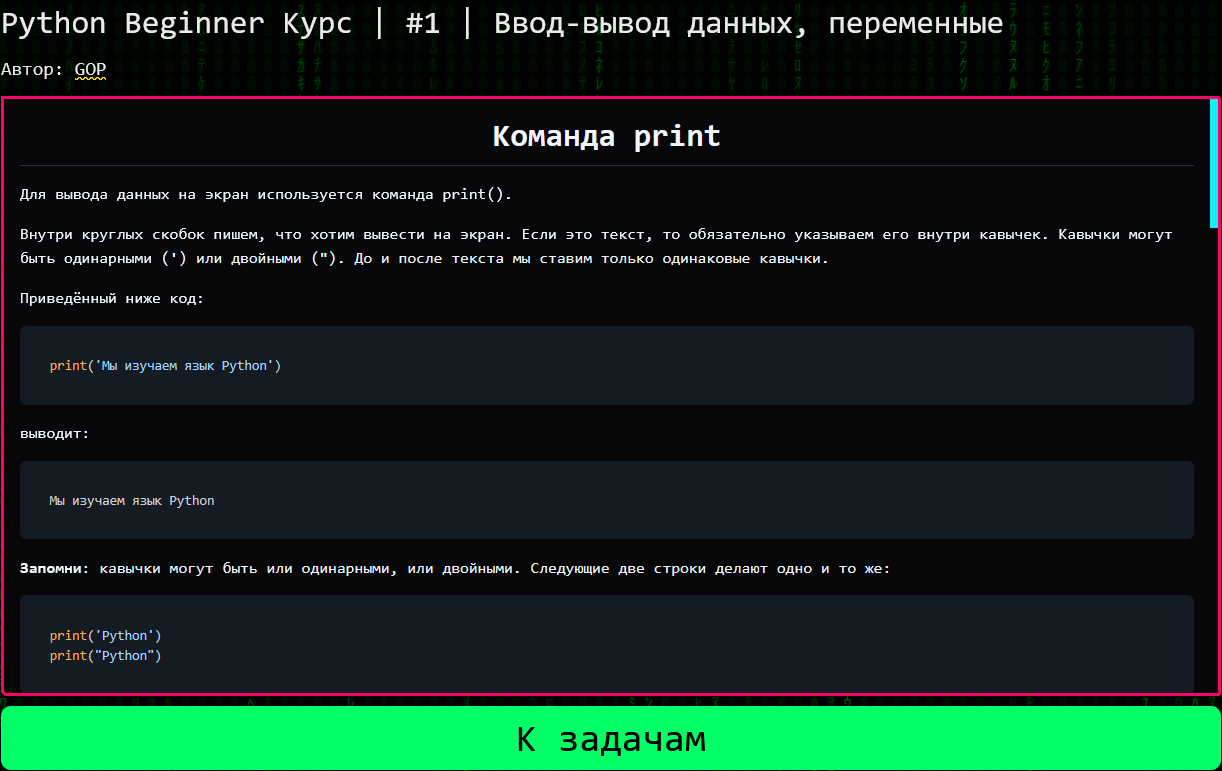 Python Beginner Курс | #1 | Ввод-вывод данных, переменные
Автор: GOP
Команда print
Для вывода данных на экран используется команда print().
Внутри круглых скобок пишем, что хотим вывести на экран. Если это текст, то обязательно указываем его внутри кавычек. Кавычки могут
быть одинарными (') или двойными ("). До и после текста мы ставим только одинаковые кавычки.
Приведённый ниже код:
print('Мы изучаем язык Python')
выводит:
Мы изучаем язык Python
Запомни: кавычки могут быть или одинарными, или двойными. Следующие две строки делают одно и то же:
print('Python')
print("Python")
К задачам